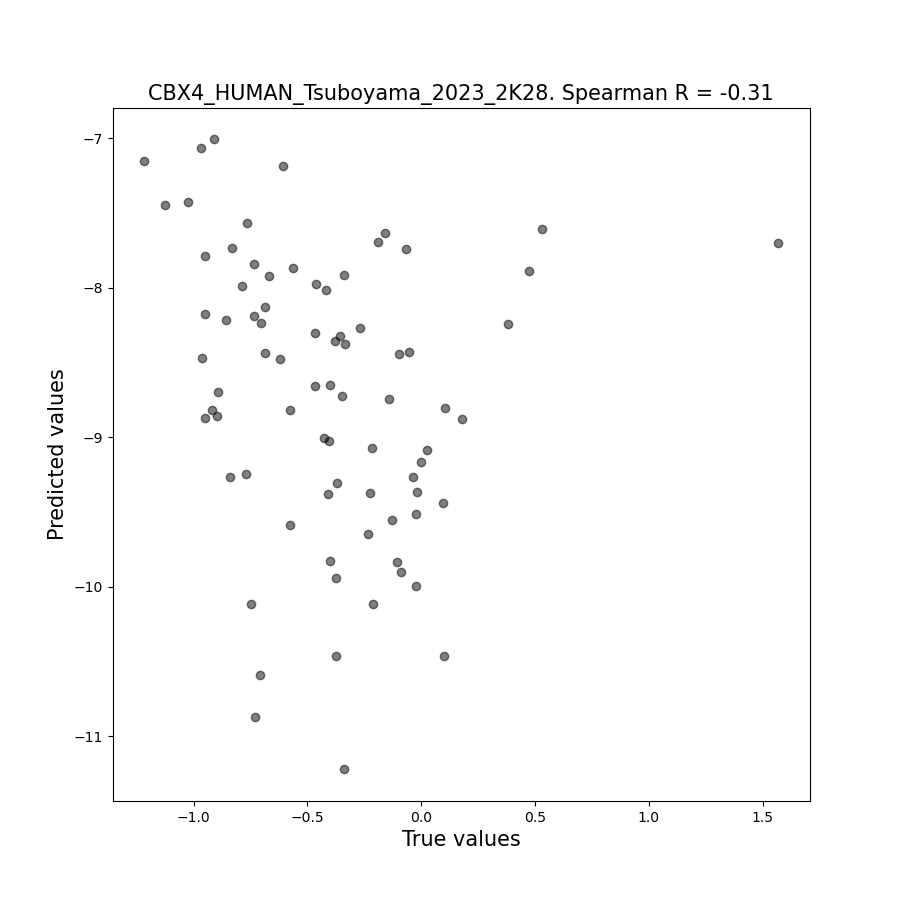 CBX4_HUMAN_Tsuboyama_2023_2K28. Spearman R = -0.31
−7
−8
−9
−10
−11
Predicted values
−1.0 −0.5 0.0 0.5 1.0 1.5
True values